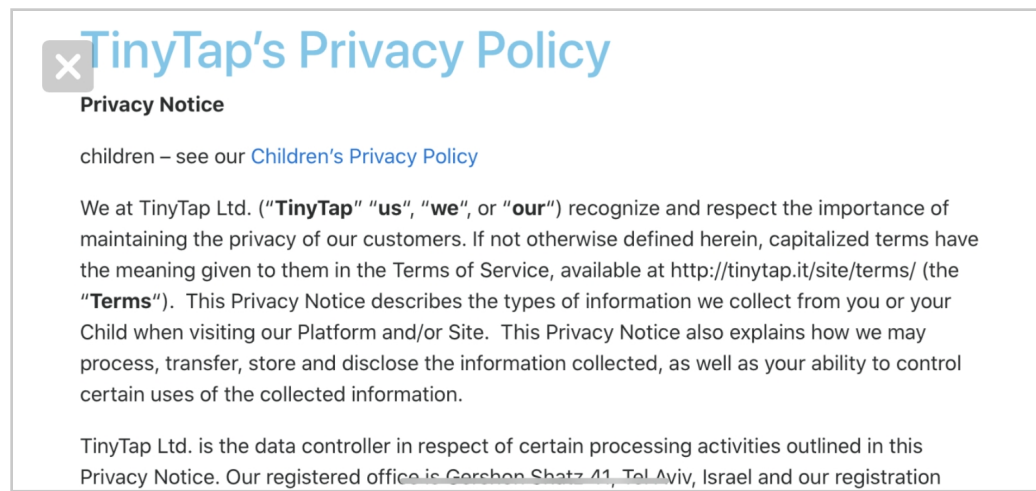 TinyTap’s Privacy Policy
Privacy Notice
children – see our Children’s Privacy Policy
We at TinyTap Ltd. (“TinyTap” “us“, “we“, or “our“) recognize and respect the importance of
maintaining the privacy of our customers. If not otherwise defined herein, capitalized terms have
the meaning given to them in the Terms of Service, available at http://tinytap.it/site/terms/ (the
“Terms“).  This Privacy Notice describes the types of information we collect from you or your
Child when visiting our Platform and/or Site.  This Privacy Notice also explains how we may
process, transfer, store and disclose the information collected, as well as your ability to control
certain uses of the collected information.
TinyTap Ltd. is the data controller in respect of certain processing activities outlined in this
Privacy Notice. Our registered office is Gershon Shatz 41, Tel Aviv, Israel and our registration